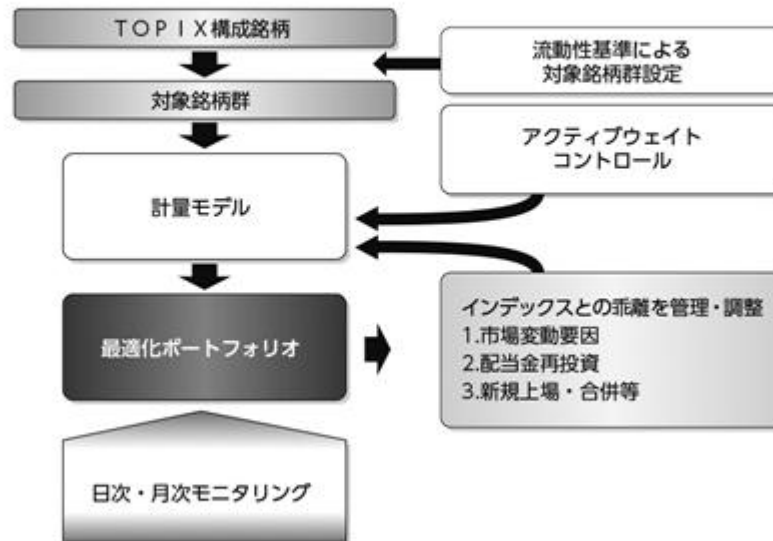 ＴＯＰＩＸ構成銘柄
流動性基準による
対象銘柄群設定
対象銘柄群
アクティブウェイト
コントロール
計量モデル
最適化ポートフォリオ
インデックスとの乖離を管理・調整
1.市場変動要因
2.配当金再投資
3.新規上場・合併等
日次・月次モニタリング